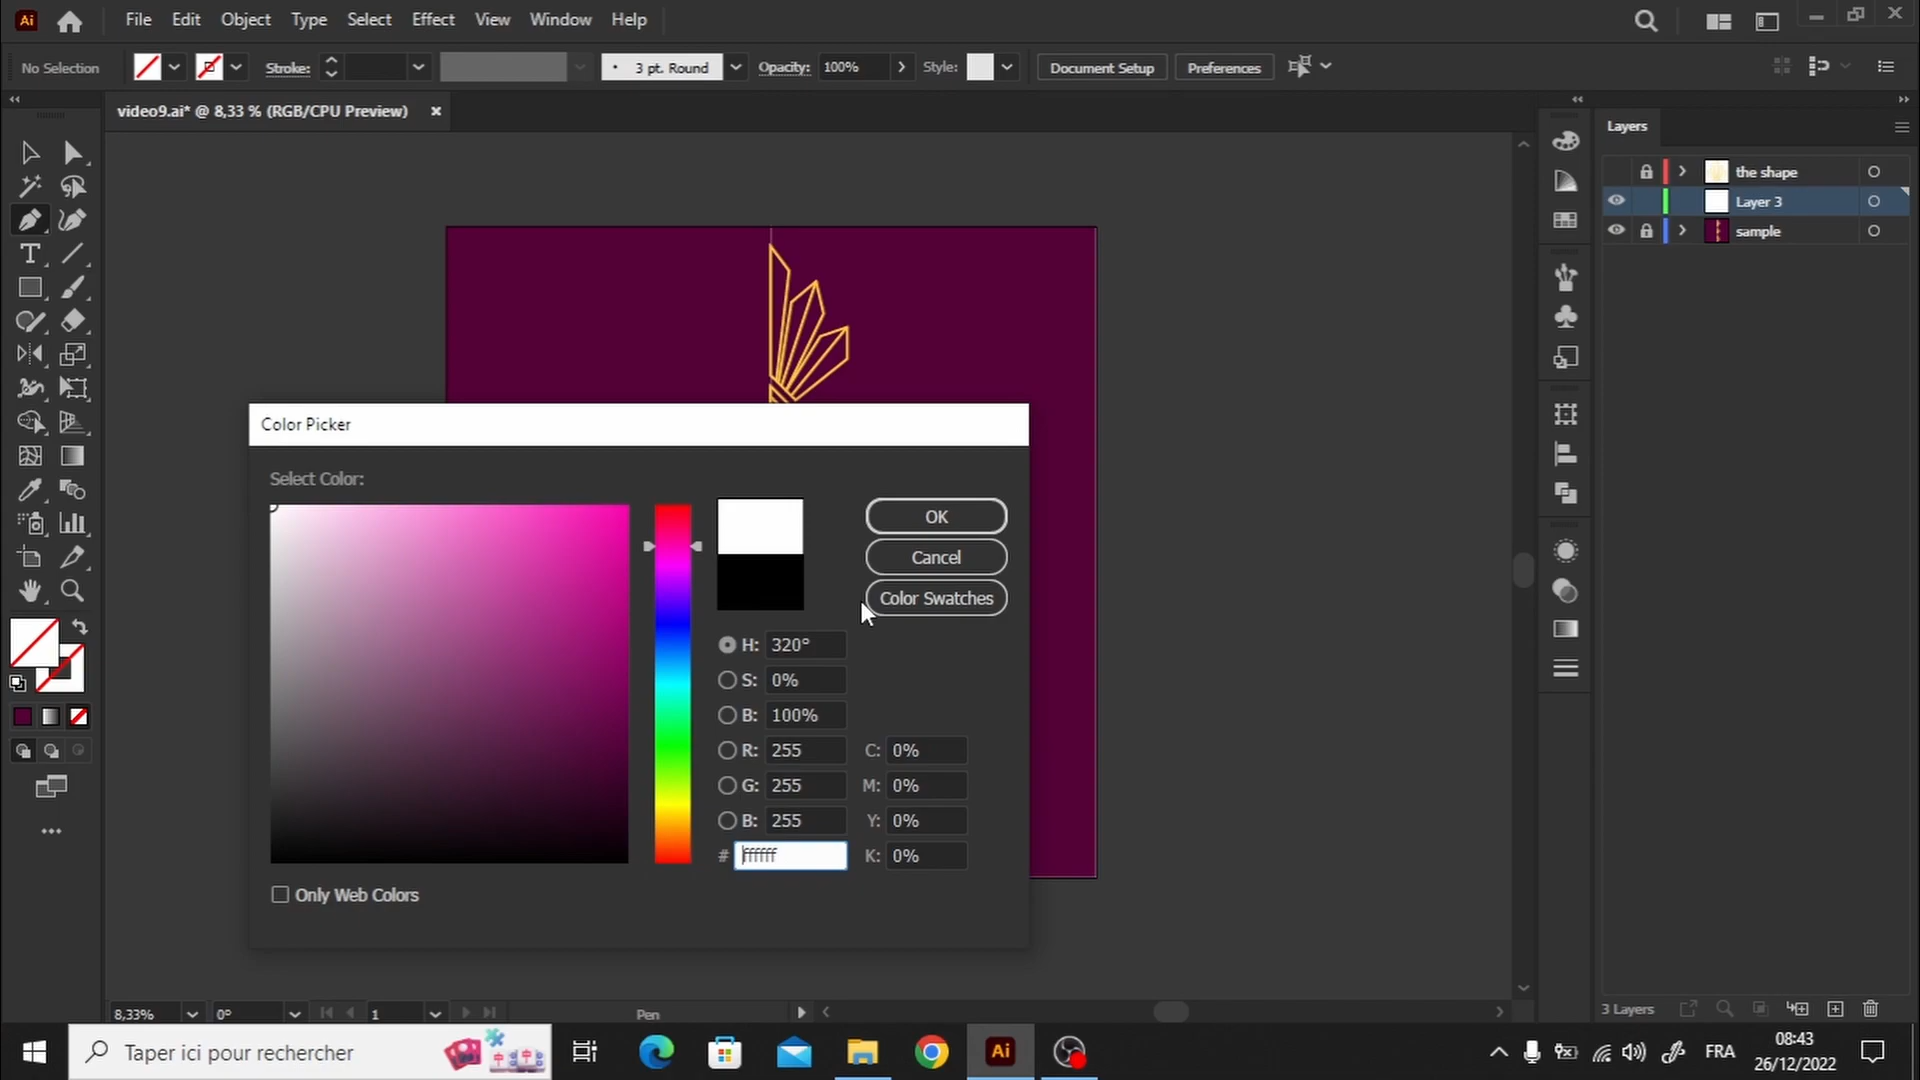 Ai File Edit Object Type Select Effect View Window Help
No Selection Stroke: 3 pt. Round Opacity: 100% Style: Document Setup Preferences
video9.ai* @ 8,33 % (RGB/CPU Preview) ×
Layers
the shape
Layer 3
sample
Color Picker
Select Color:
OK
Cancel
Color Swatches
H: 320°
S: 0%
B: 100%
R: 255 C: 0%
G: 255 M: 0%
B: 255 Y: 0%
# ffffff K: 0%
Only Web Colors
8,33% 0° 1 Pen
3 Layers
Taper ici pour rechercher
Ai
FRA
08:43
26/12/2022